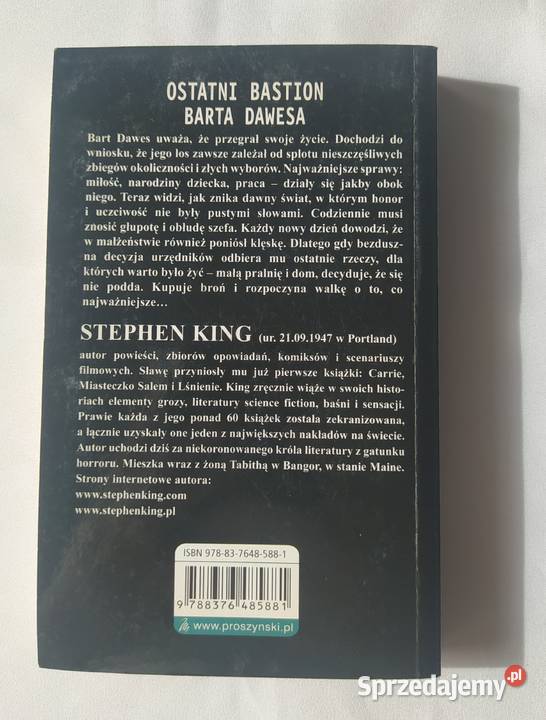 OSTATNI BASTION
BARTA DAWESA
Bart Dawes uważa, że przegrał swoje życie. Dochodzi do
wniosku, że jego los zawsze zależał od splotu nieszczęśliwych
zbiegów okoliczności i złych wyborów. Najważniejsze sprawy:
miłość, narodziny dziecka, praca – działy się jakby obok
niego. Teraz widzi, jak znika dawny świat, w którym honor
i uczciwość nie były pustymi słowami. Codziennie musi
znosić głupotę i obłudę szefa. Każdy nowy dzień dowodzi, że
w małżeństwie również poniósł klęskę. Dlatego gdy bezdusz-
na decyzja urzędników odbiera mu ostatnie rzeczy, dla
których warto było żyć – małą pralnię i dom, decyduje, że się
nie podda. Kupuje broń i rozpoczyna walkę o to, co
najważniejsze…
STEPHEN KING (ur. 21.09.1947 w Portland)
autor powieści, zbiorów opowiadań, komiksów i scenariuszy
filmowych. Sławę przyniosły mu już pierwsze książki: Carrie,
Miasteczko Salem i Lśnienie. King zręcznie wiąże w swoich histo-
riach elementy grozy, literatury science fiction, baśni i sensacji.
Prawie każda z jego ponad 60 książek została zekranizowana,
a łącznie uzyskały one jeden z największych nakładów na świecie.
Autor uchodzi dziś za niekoronowanego króla literatury z gatunku
horroru. Mieszka wraz z żoną Tabithą w Bangor, w stanie Maine.
Strony internetowe autora:
www.stephenking.com
www.stephenking.pl
ISBN 978-83-7648-588-1
9 788376 485881
www.proszynski.pl
Sprzedajemy.pl